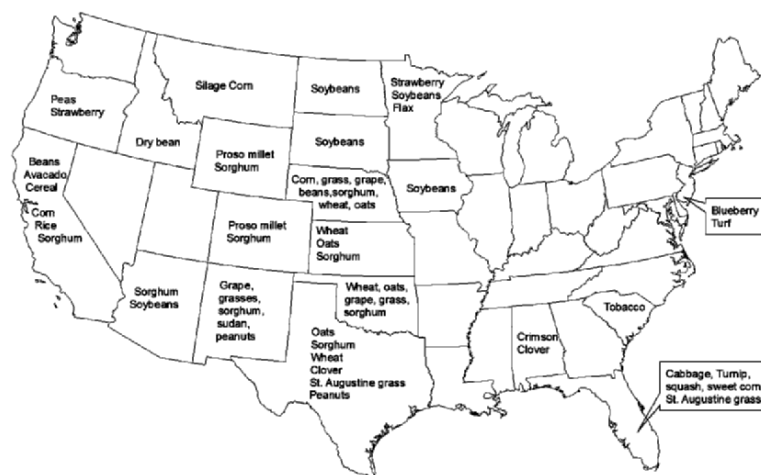 Peas
Strawberry
Silage Corn
Soybeans
Strawberry
Soybeans
Flax
Dry bean
Proso millet
Sorghum
Soybeans
Beans
Avacado
Cereal
Corn
Rice
Sorghum
Corn, grass, grape,
beans,sorghum,
wheat, oats
Soybeans
Proso millet
Sorghum
Wheat
Oats
Sorghum
Blueberry
Turf
Sorghum
Soybeans
Grape,
grasses,
sorghum,
sudan,
peanuts
Wheat, oats,
grape, grass,
sorghum
Oats
Sorghum
Wheat
Clover
St. Augustine grass
Peanuts
Crimson
Clover
Tobacco
Cabbage, Turnip,
squash, sweet corn
St. Augustine grass